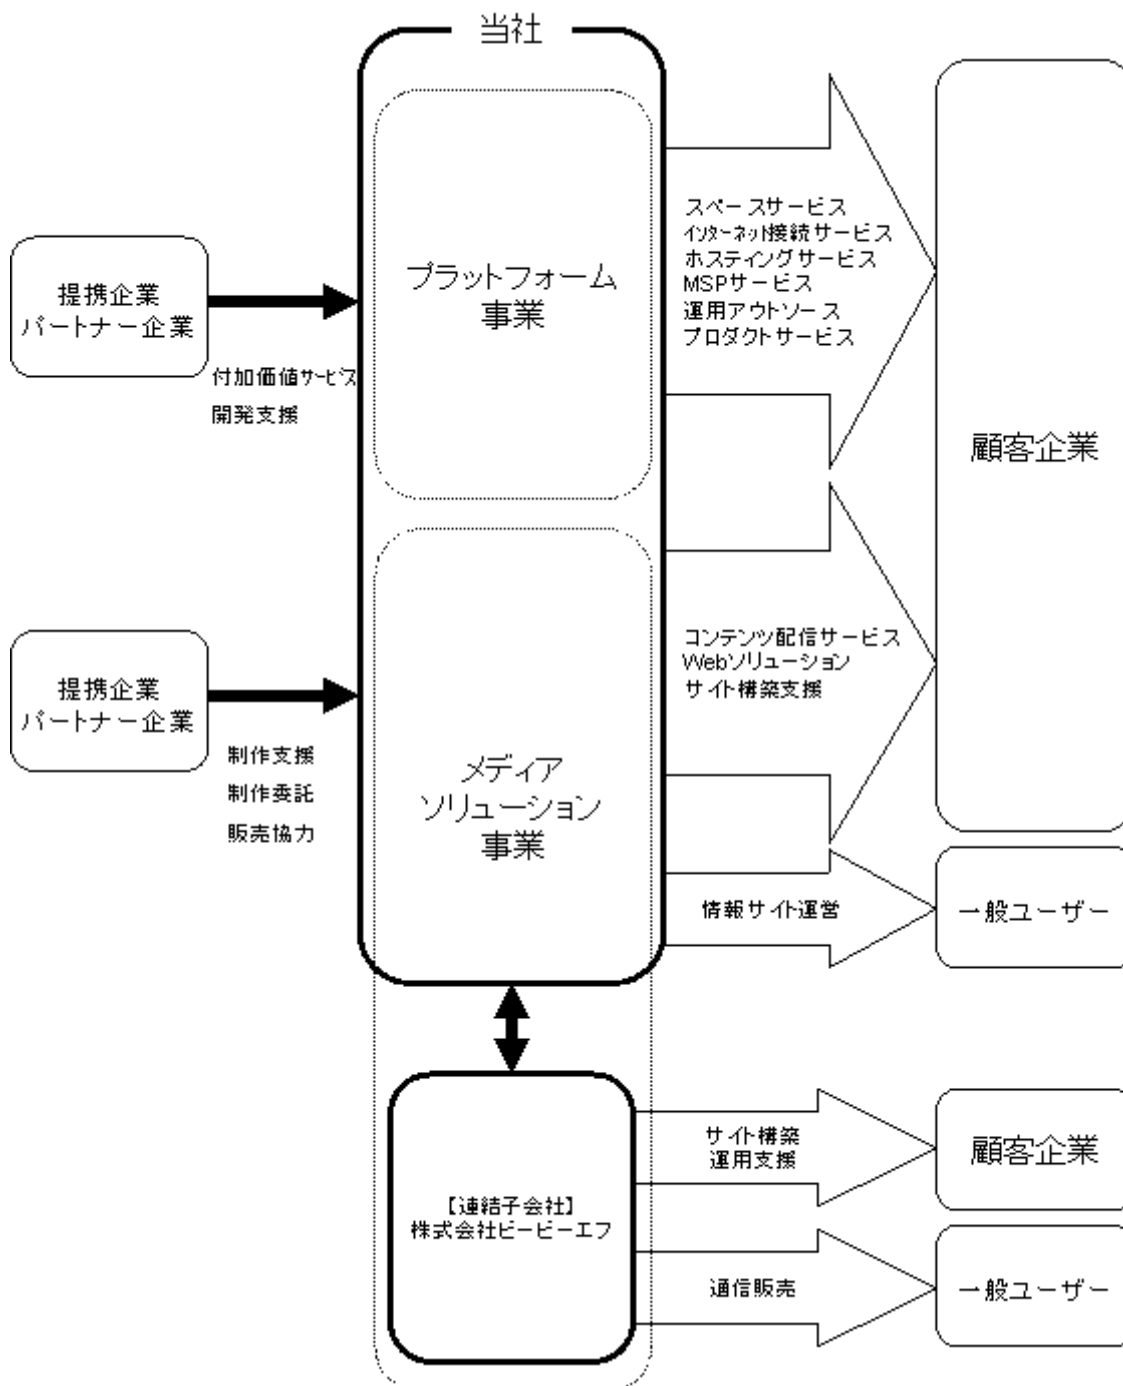 当社
プラットフォーム
事業
提携企業
パートナー企業
付加価値サービス
開発支援
スペースサービス
インターネット接続サービス
ホスティングサービス
MSPサービス
運用アウトソース
プロダクトサービス
顧客企業
メディア
ソリューション
事業
提携企業
パートナー企業
制作支援
制作委託
販売協力
コンテンツ配信サービス
Webソリューション
サイト構築支援
情報サイト運営
一般ユーザー
【連結子会社】
株式会社ビービーエフ
サイト構築
運用支援
顧客企業
通信販売
一般ユーザー